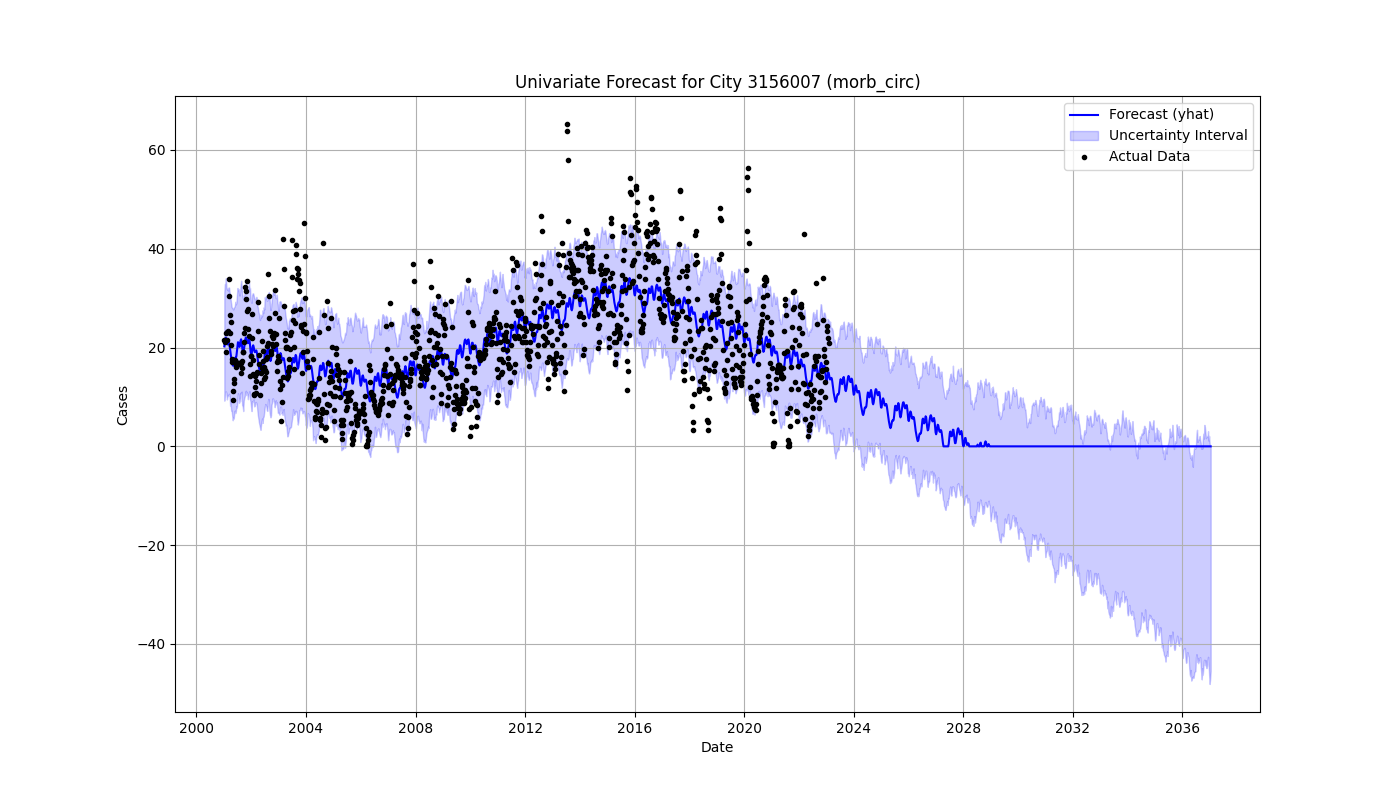 Univariate Forecast for City 3156007 (morb_circ)
Forecast (yhat)
Uncertainty Interval
Actual Data
Cases
60
40
20
0
−20
−40
2000 2004 2008 2012 2016 2020 2024 2028 2032 2036
Date